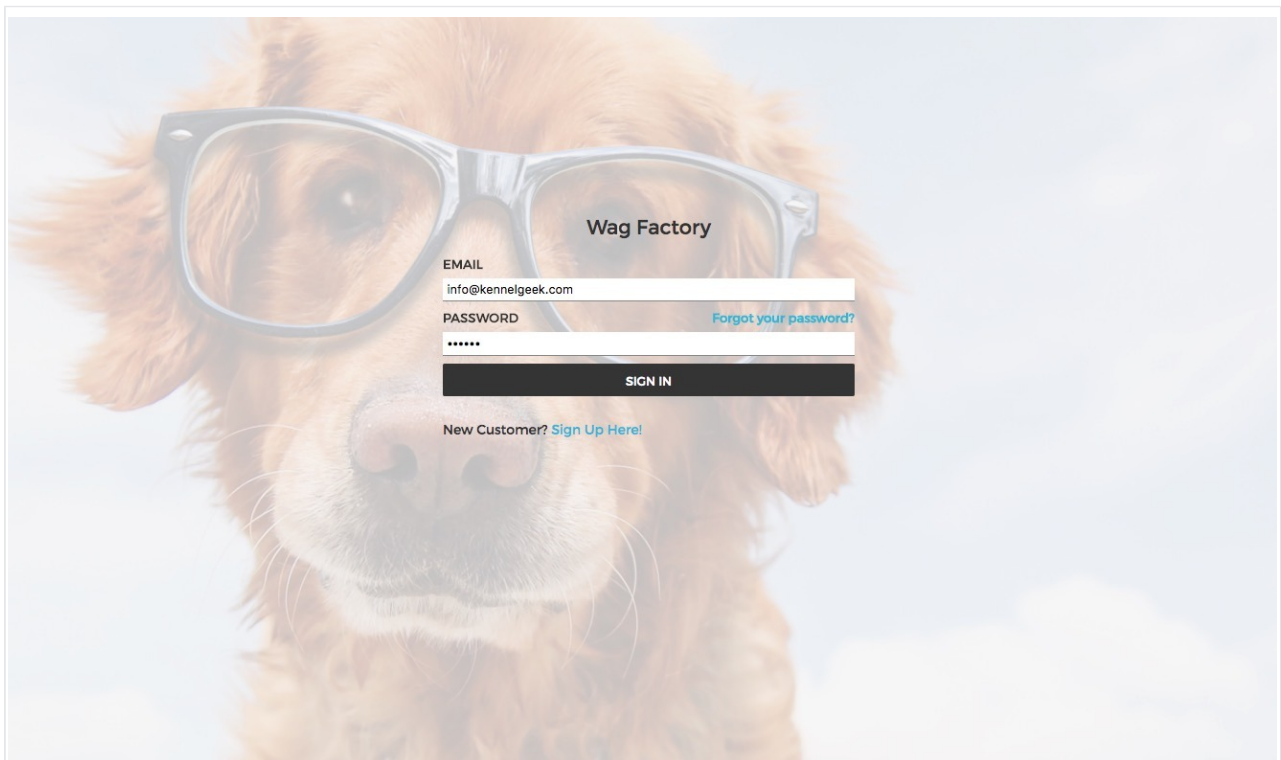 Wag Factory
EMAIL
info@kennelgeek.com
PASSWORD Forgot your password?
••••••
SIGN IN
New Customer? Sign Up Here!